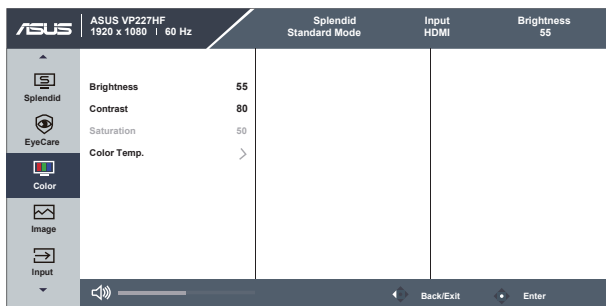 ASUS
ASUS VP227HF
1920 x 1080 | 60 Hz
Splendid
Standard Mode
Input
HDMI
Brightness
55
Splendid
EyeCare
Color
Image
Input
Brightness 55
Contrast 80
Saturation 50
Color Temp.
Back/Exit
Enter